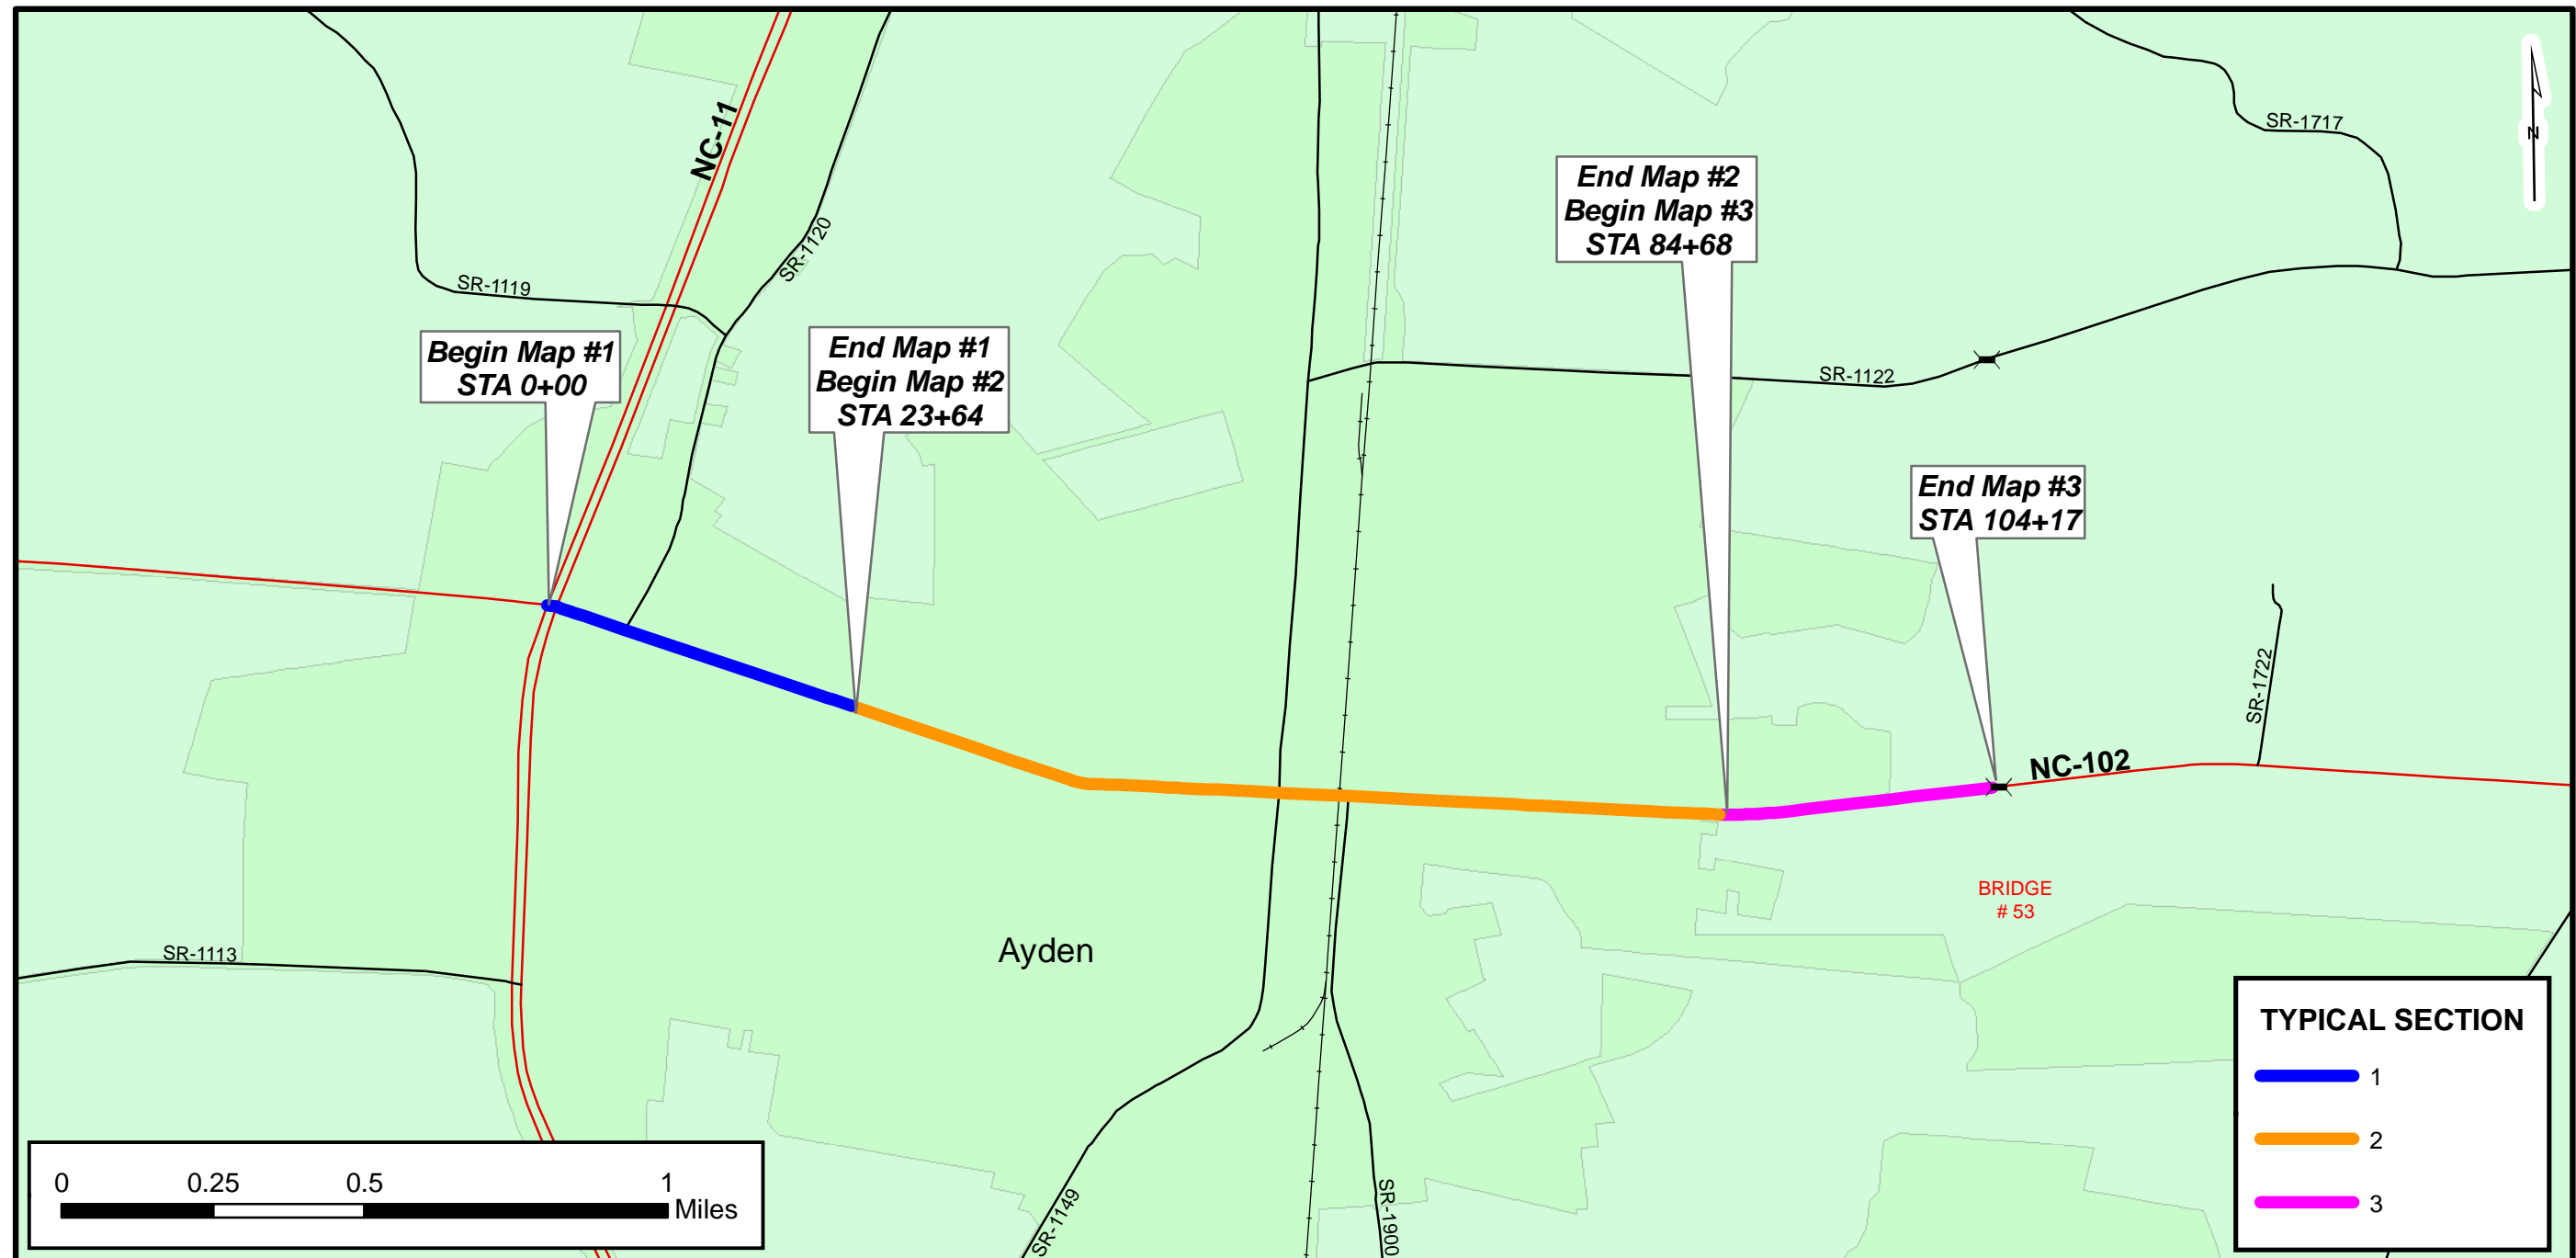 NC-11
SR-1120
SR-1119
SR-1717
N
End Map #2
Begin Map #3
STA 84+68
Begin Map #1
STA 0+00
End Map #1
Begin Map #2
STA 23+64
SR-1122
End Map #3
STA 104+17
SR-1722
NC-102
BRIDGE
# 53
SR-1113
Ayden
SR-1149
SR-1900
TYPICAL SECTION
1
2
3
0 0.25 0.5 1
Miles